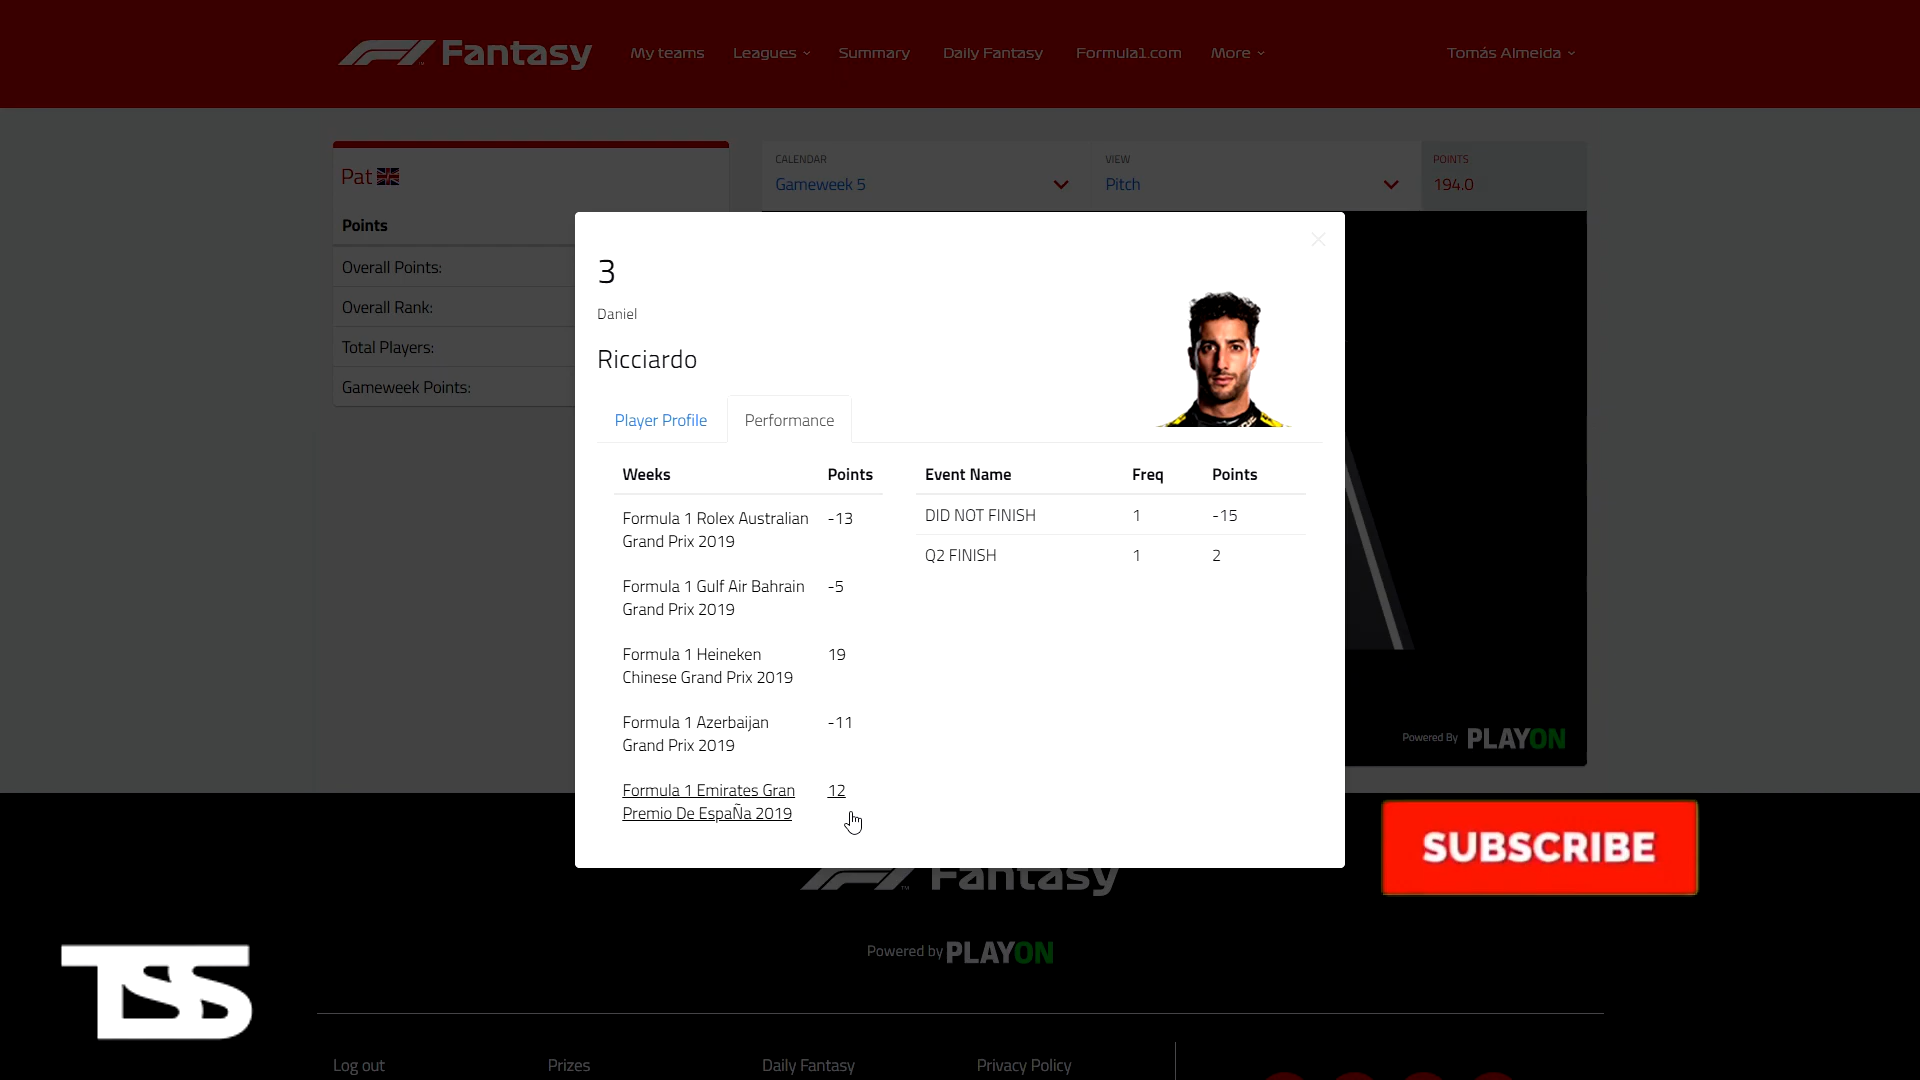 F1 Fantasy
My teams
Leagues
Summary
Daily Fantasy
Formula1.com
More
Tomás Almeida
Pat
Points
Overall Points:
Overall Rank:
Total Players:
Gameweek Points:
CALENDAR
Gameweek 5
VIEW
Pitch
POINTS
194.0
3
Daniel
Ricciardo
Player Profile
Performance
Weeks Points
Formula 1 Rolex Australian -13
Grand Prix 2019
Formula 1 Gulf Air Bahrain -5
Grand Prix 2019
Formula 1 Heineken 19
Chinese Grand Prix 2019
Formula 1 Azerbaijan -11
Grand Prix 2019
Formula 1 Emirates Gran 12
Premio De EspaÑa 2019
Event Name Freq Points
DID NOT FINISH 1 -15
Q2 FINISH 1 2
Powered By PLAYON
SUBSCRIBE
F1 Fantasy
Powered by PLAYON
TSS
Log out
Prizes
Daily Fantasy
Privacy Policy